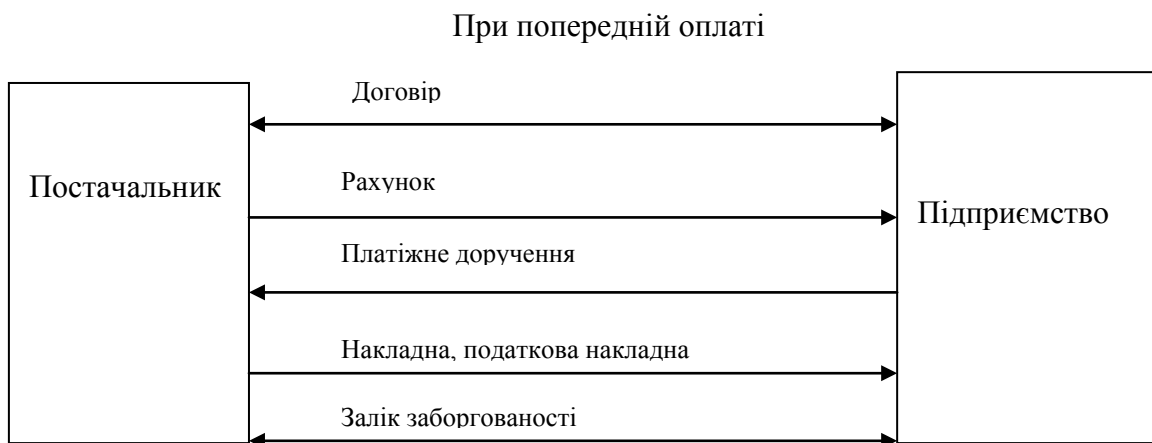 При попередній оплаті
Договір
Постачальник
Рахунок
Підприємство
Платіжне доручення
Накладна, податкова накладна
Залік заборгованості